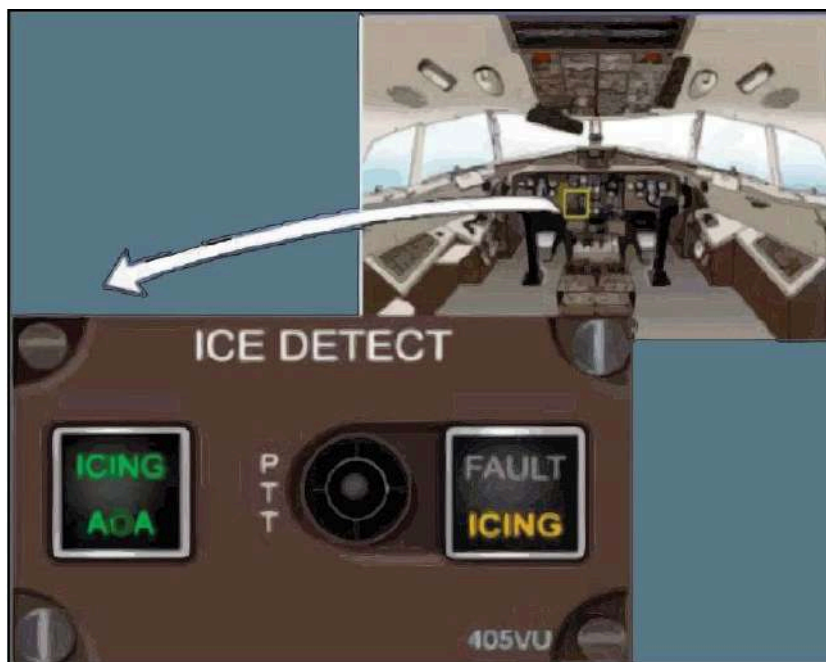 ICE DETECT
ICING
AOA
P
T
T
FAULT
ICING
405VU